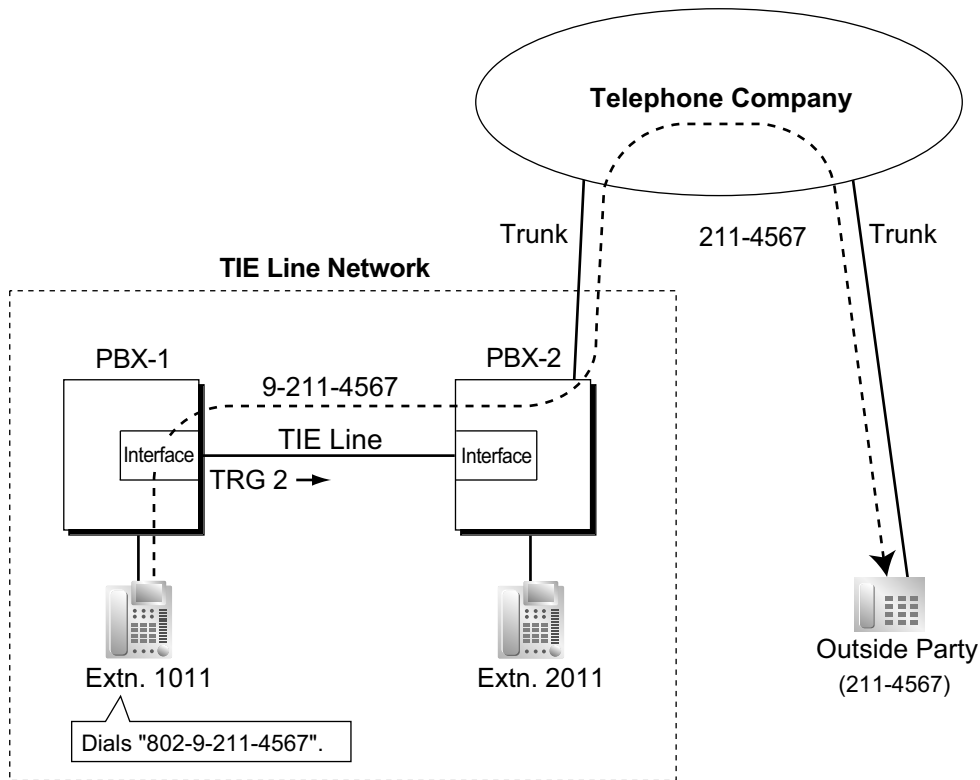 Telephone Company
Trunk
211-4567
Trunk
TIE Line Network
PBX-1
PBX-2
9-211-4567
Interface
TIE Line
Interface
TRG 2 →
Extn. 1011
Extn. 2011
Outside Party
(211-4567)
Dials "802-9-211-4567".